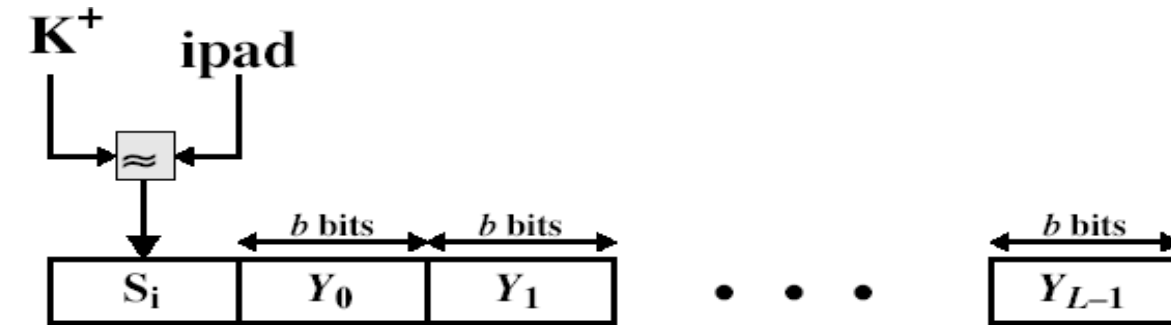 K+ ipad
≈
b bits b bits b bits
Si Y0 Y1 • • • YL–1